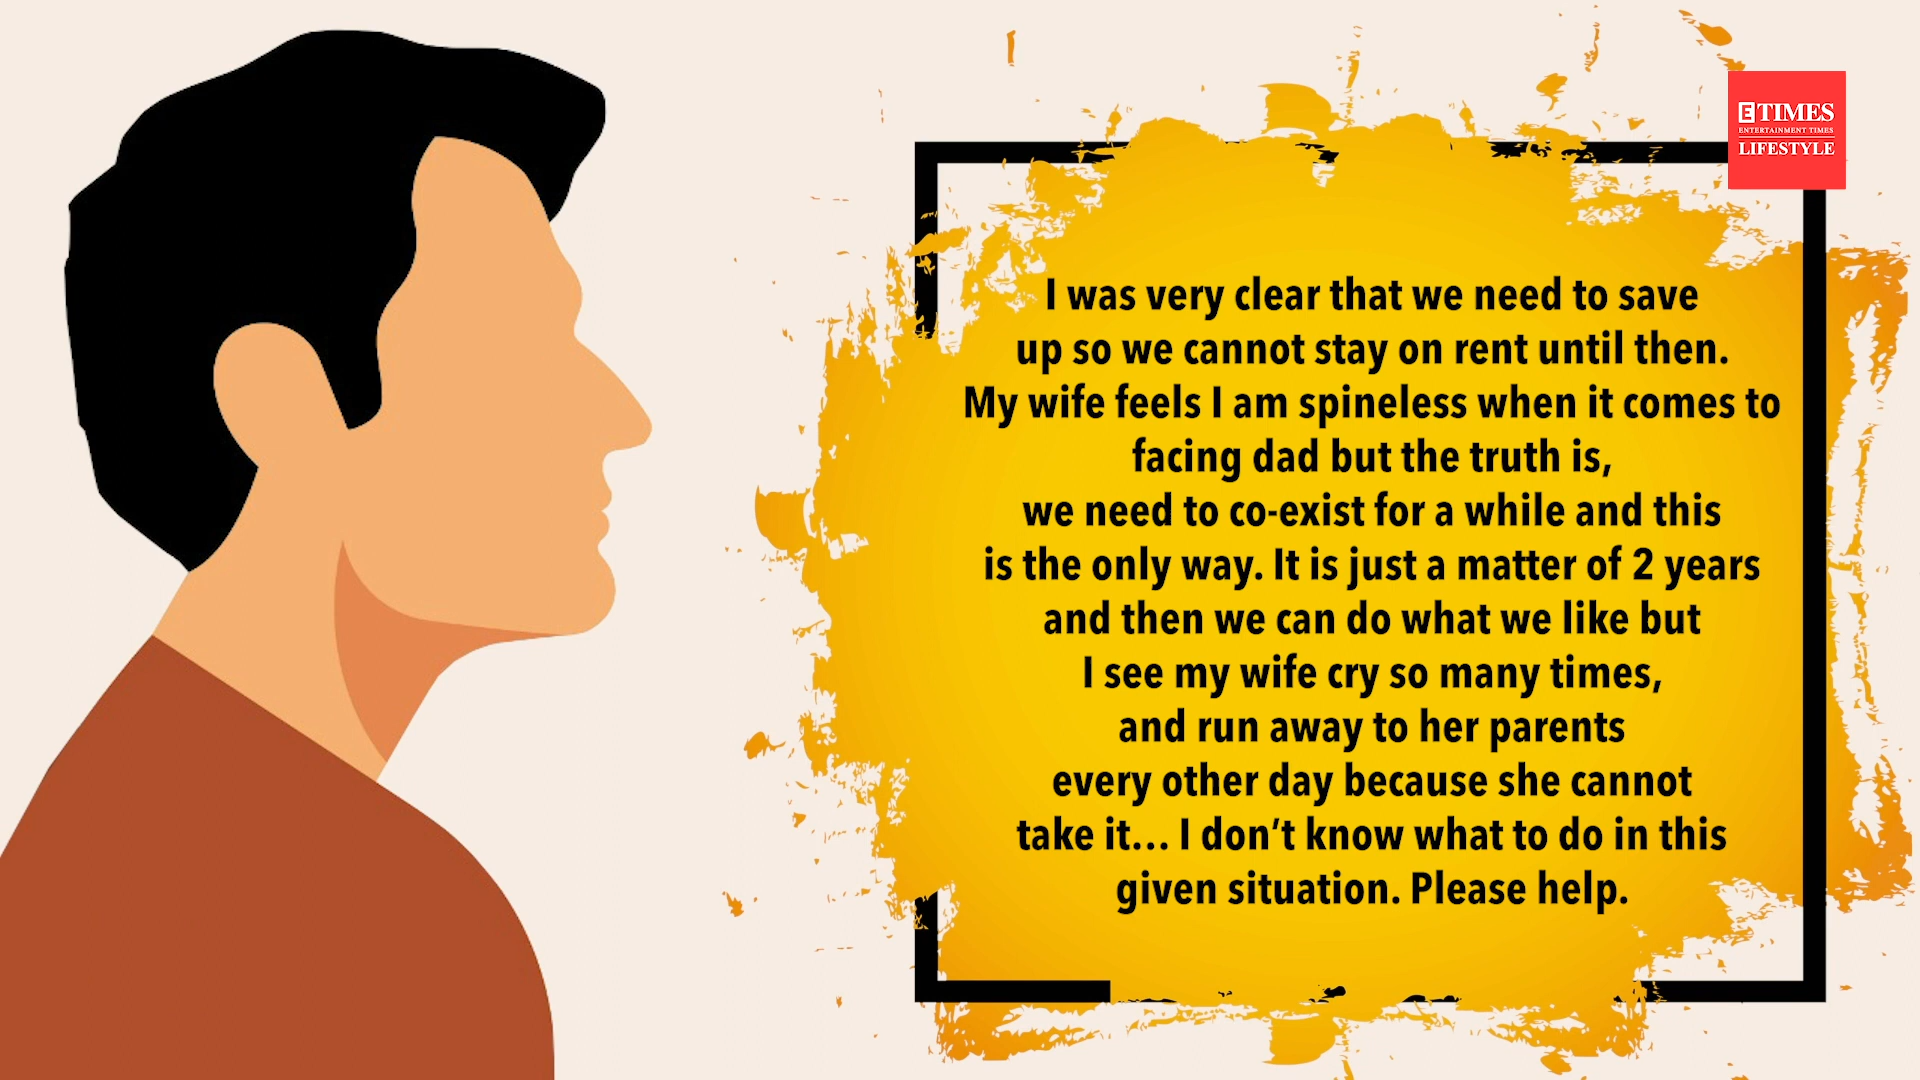 ETIMES
ENTERTAINMENT TIMES
LIFESTYLE
I was very clear that we need to save
up so we cannot stay on rent until then.
My wife feels I am spineless when it comes to
facing dad but the truth is,
we need to co-exist for a while and this
is the only way. It is just a matter of 2 years
and then we can do what we like but
I see my wife cry so many times,
and run away to her parents
every other day because she cannot
take it... I don’t know what to do in this
given situation. Please help.